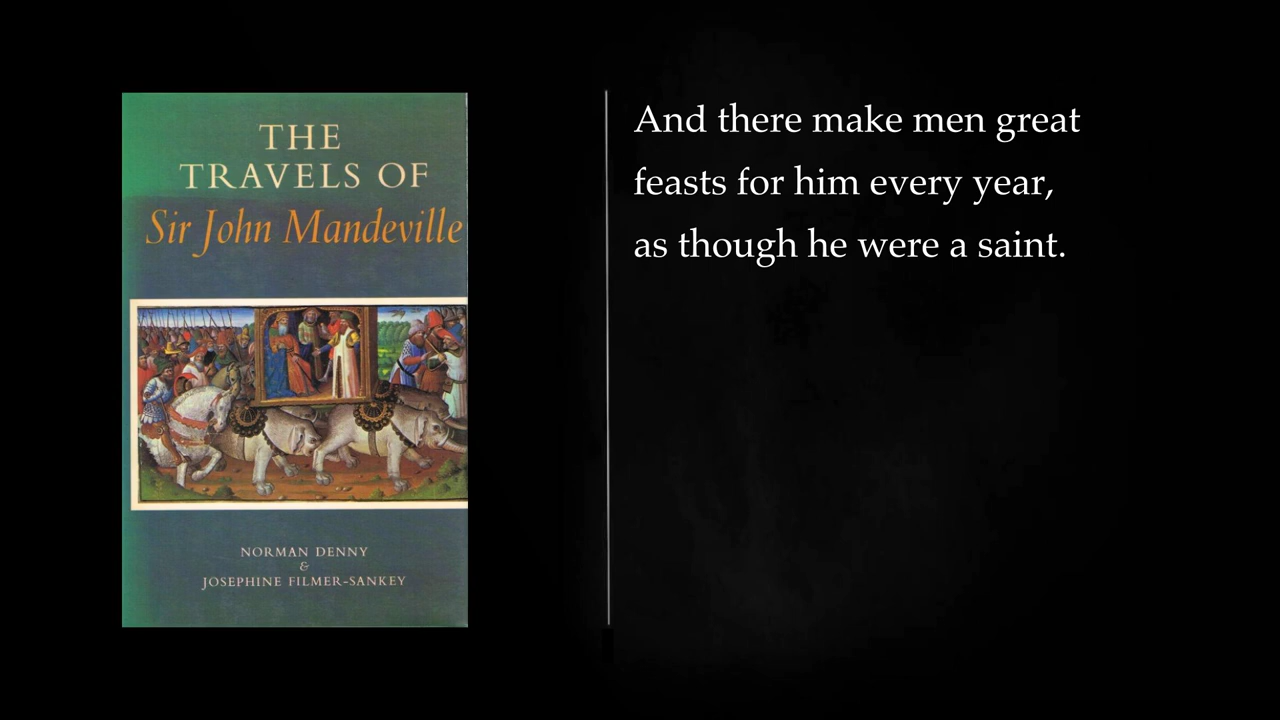 THE
TRAVELS OF
Sir John Mandeville
NORMAN DENNY
&
JOSEPHINE FILMER-SANKEY
And there make men great
feasts for him every year,
as though he were a saint.